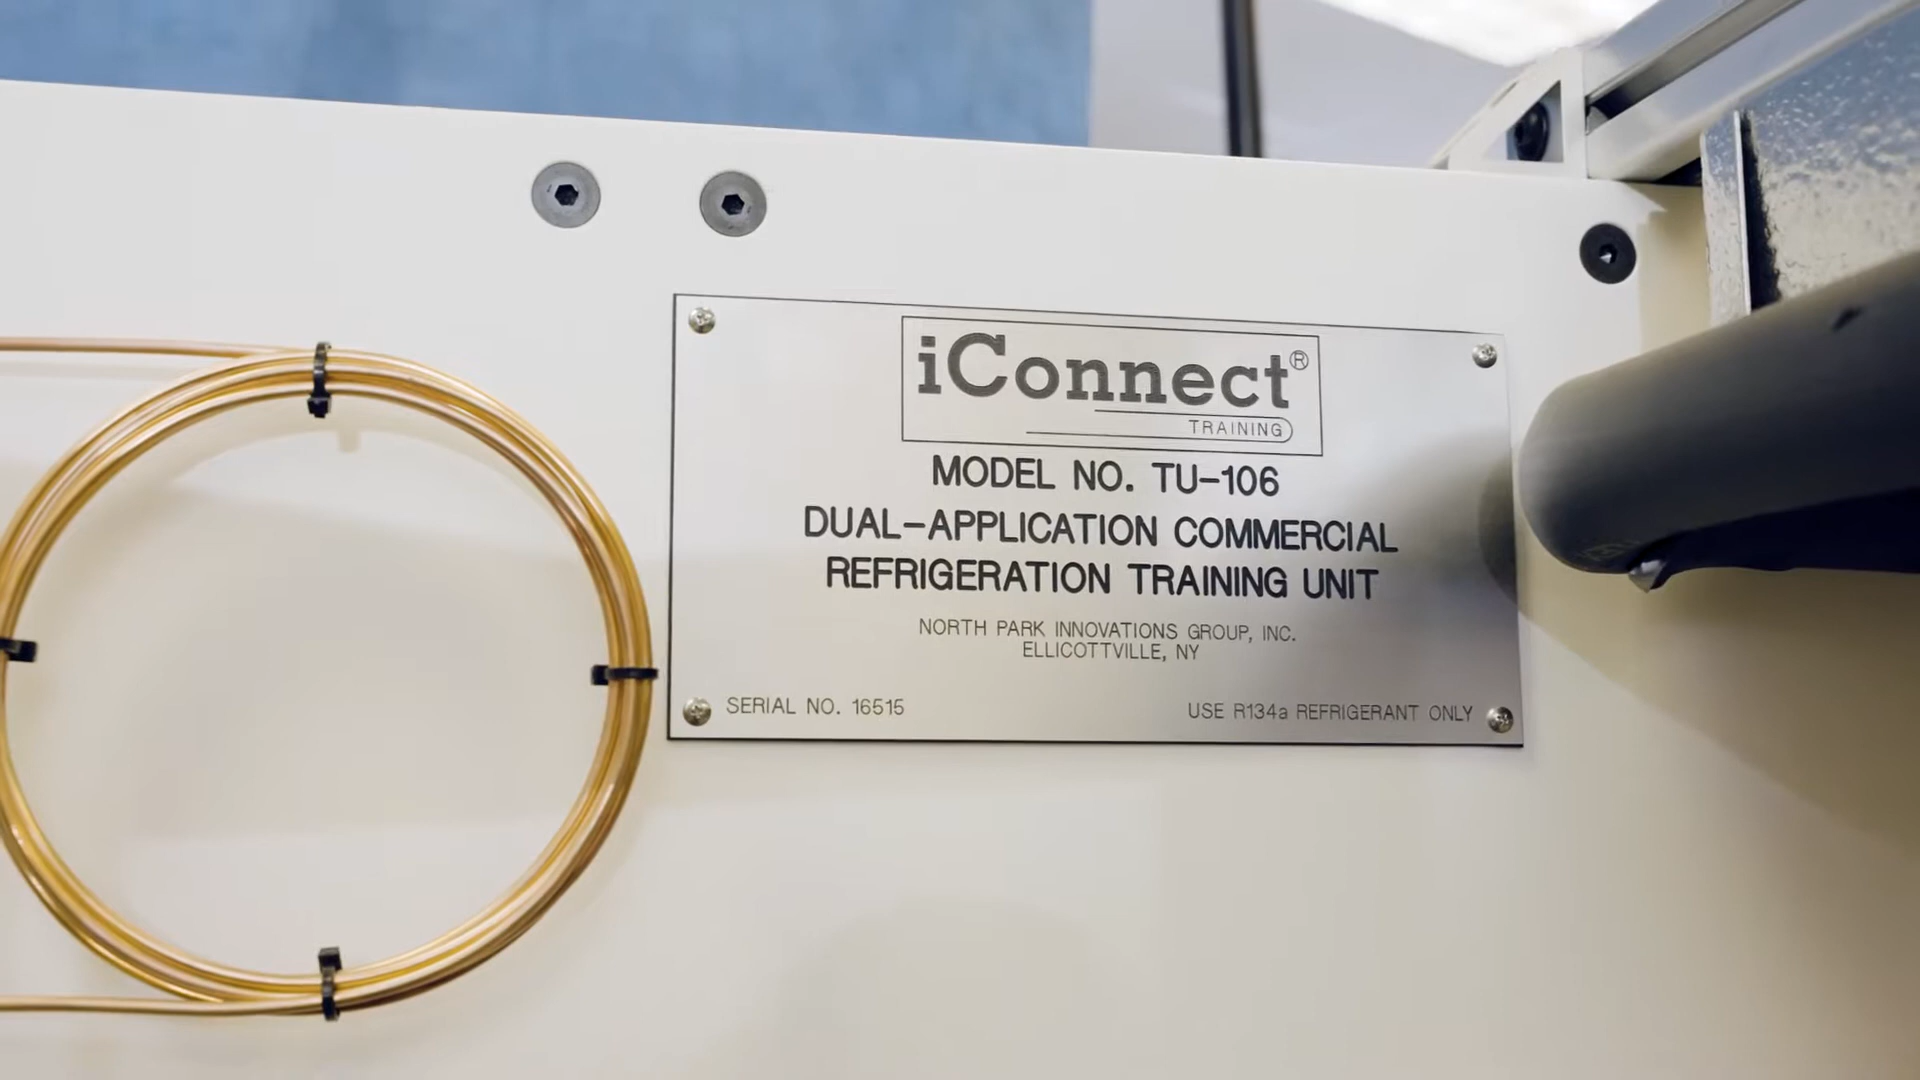 iConnect®
TRAINING
MODEL NO. TU-106
DUAL-APPLICATION COMMERCIAL
REFRIGERATION TRAINING UNIT
NORTH PARK INNOVATIONS GROUP, INC.
ELLICOTTVILLE, NY
SERIAL NO. 16515
USE R134a REFRIGERANT ONLY